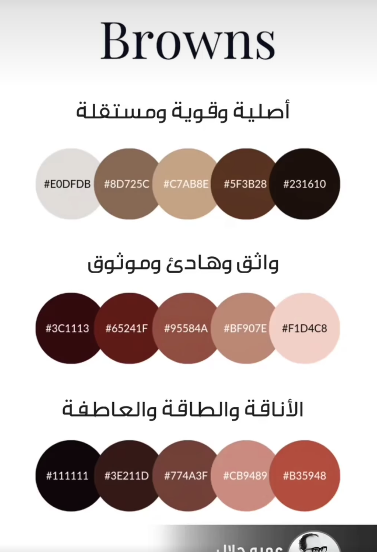 Browns
أصلية وقوية ومستقلة
#E0DFDB #8D725C #C7AB8E #5F3B28 #231610
واثق وهادئ وموثوق
#3C1113 #65241F #95584A #BF907E #F1D4C8
الأناقة والطاقة والعاطفة
#111111 #3E211D #774A3F #CB9489 #B35948